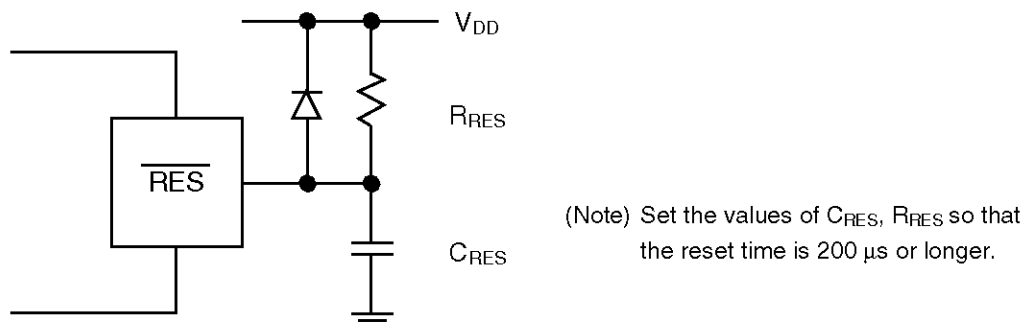 VDD
RRES
RES
(Note) Set the values of CRES, RRES so that
the reset time is 200 µs or longer.
CRES